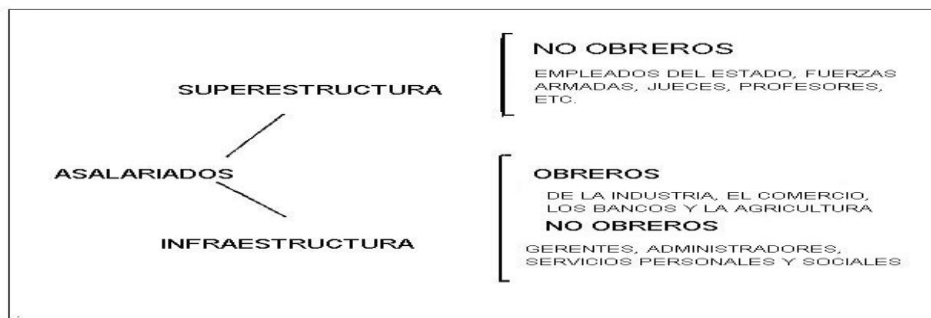 NO OBREROS
EMPLEADOS DEL ESTADO, FUERZAS
ARMADAS, JUECES, PROFESORES,
ETC.
SUPERESTRUCTURA
ASALARIADOS
OBREROS
DE LA INDUSTRIA, EL COMERCIO,
LOS BANCOS Y LA AGRICULTURA
NO OBREROS
INFRAESTRUCTURA
GERENTES, ADMINISTRADORES,
SERVICIOS PERSONALES Y SOCIALES